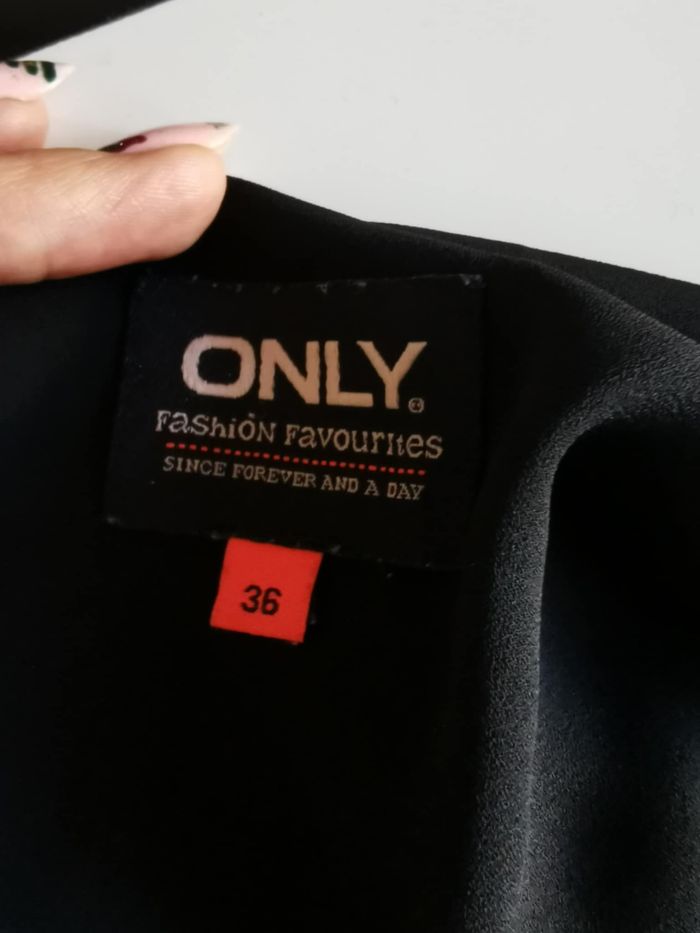 ONLY®
Fashion Favourites
SINCE FOREVER AND A DAY
36